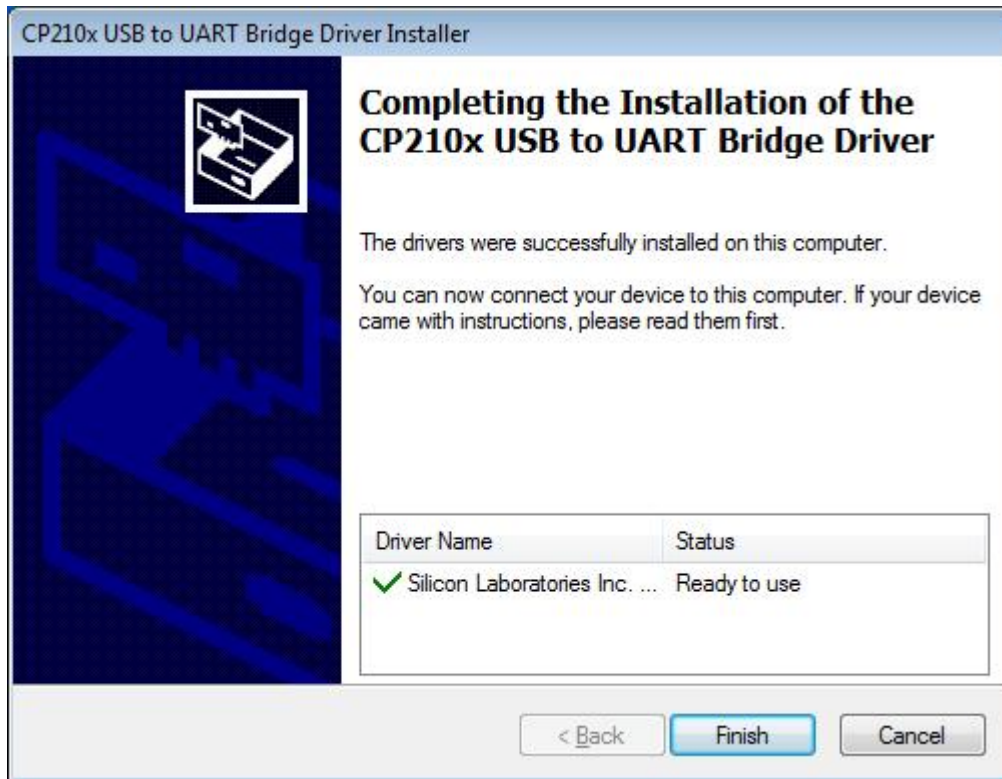 CP210x USB to UART Bridge Driver Installer
Completing the Installation of the
CP210x USB to UART Bridge Driver
The drivers were successfully installed on this computer.
You can now connect your device to this computer. If your device
came with instructions, please read them first.
Driver Name Status
Silicon Laboratories Inc. ... Ready to use
< Back Finish Cancel